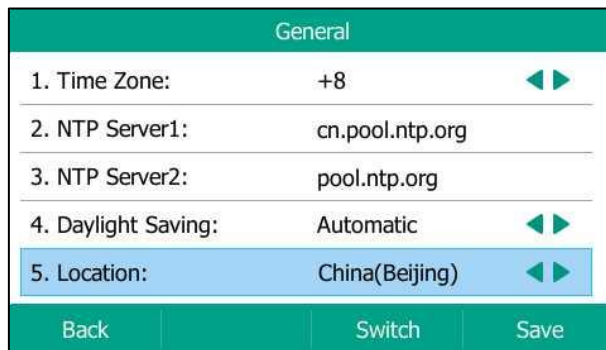 General
1. Time Zone: +8
2. NTP Server1: cn.pool.ntp.org
3. NTP Server2: pool.ntp.org
4. Daylight Saving: Automatic
5. Location: China(Beijing)
Back Switch Save